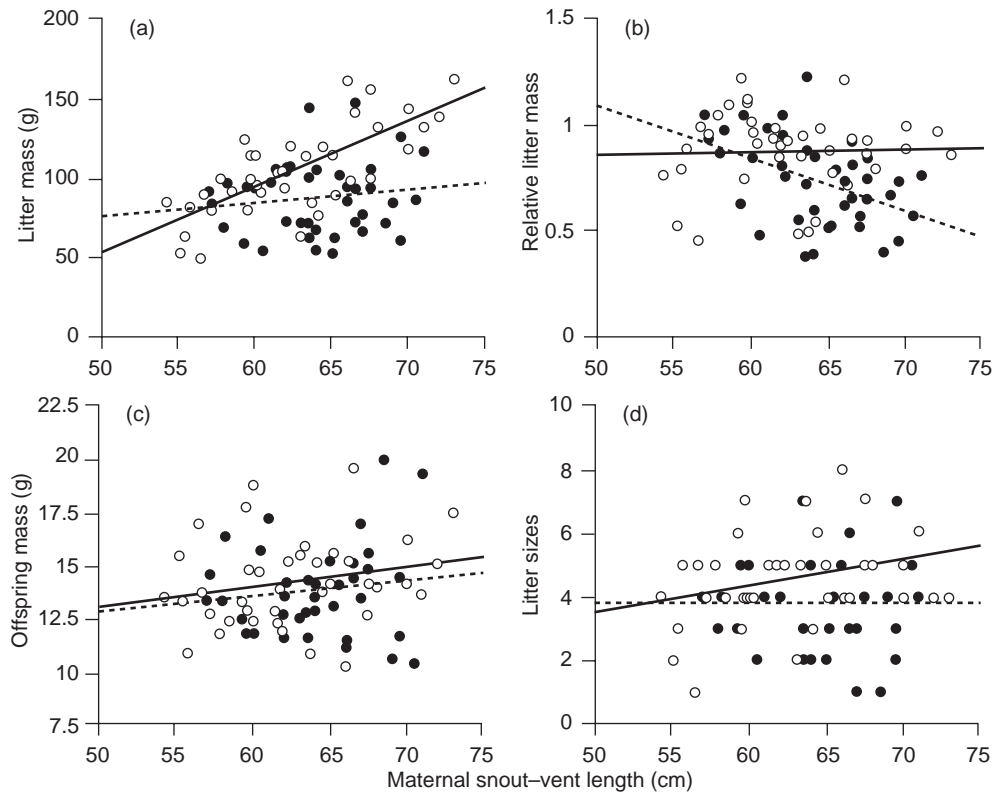 (a)
200
150
100
50
0
50 55 60 65 70 75
Litter mass (g)
(b)
1.5
1
0.5
0
50 55 60 65 70 75
Relative litter mass
(c)
22.5
20
17.5
15
12.5
10
7.5
50 55 60 65 70 75
Offspring mass (g)
(d)
10
8
6
4
2
0
50 55 60 65 70 75
Litter sizes
Maternal snout–vent length (cm)